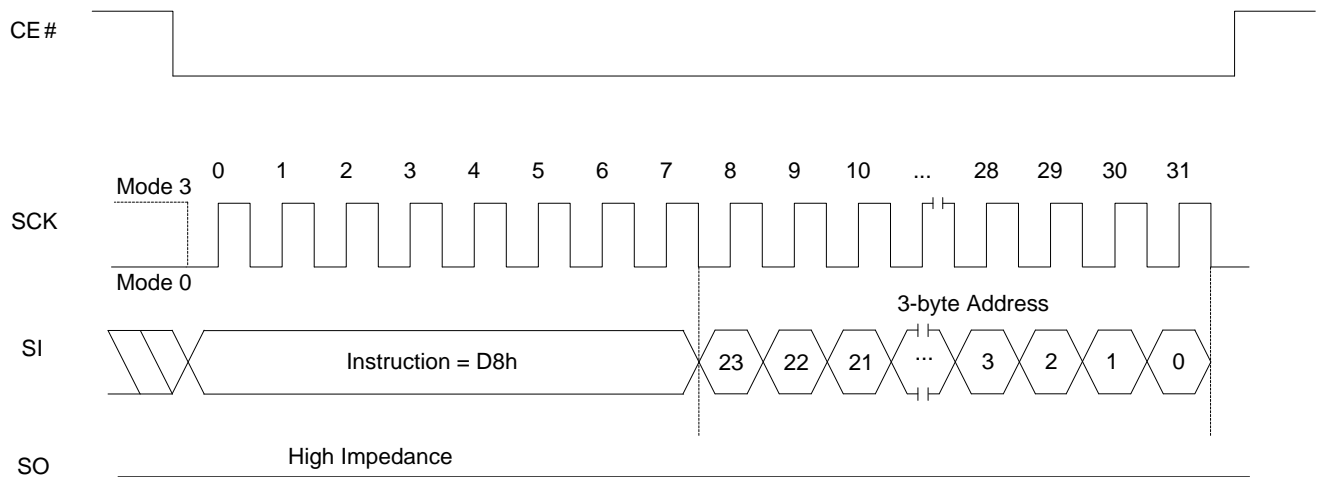 CE#
0 1 2 3 4 5 6 7 8 9 10 ... 28 29 30 31
Mode 3
SCK
Mode 0
3-byte Address
SI
Instruction = D8h
23 22 21 ... 3 2 1 0
High Impedance
SO